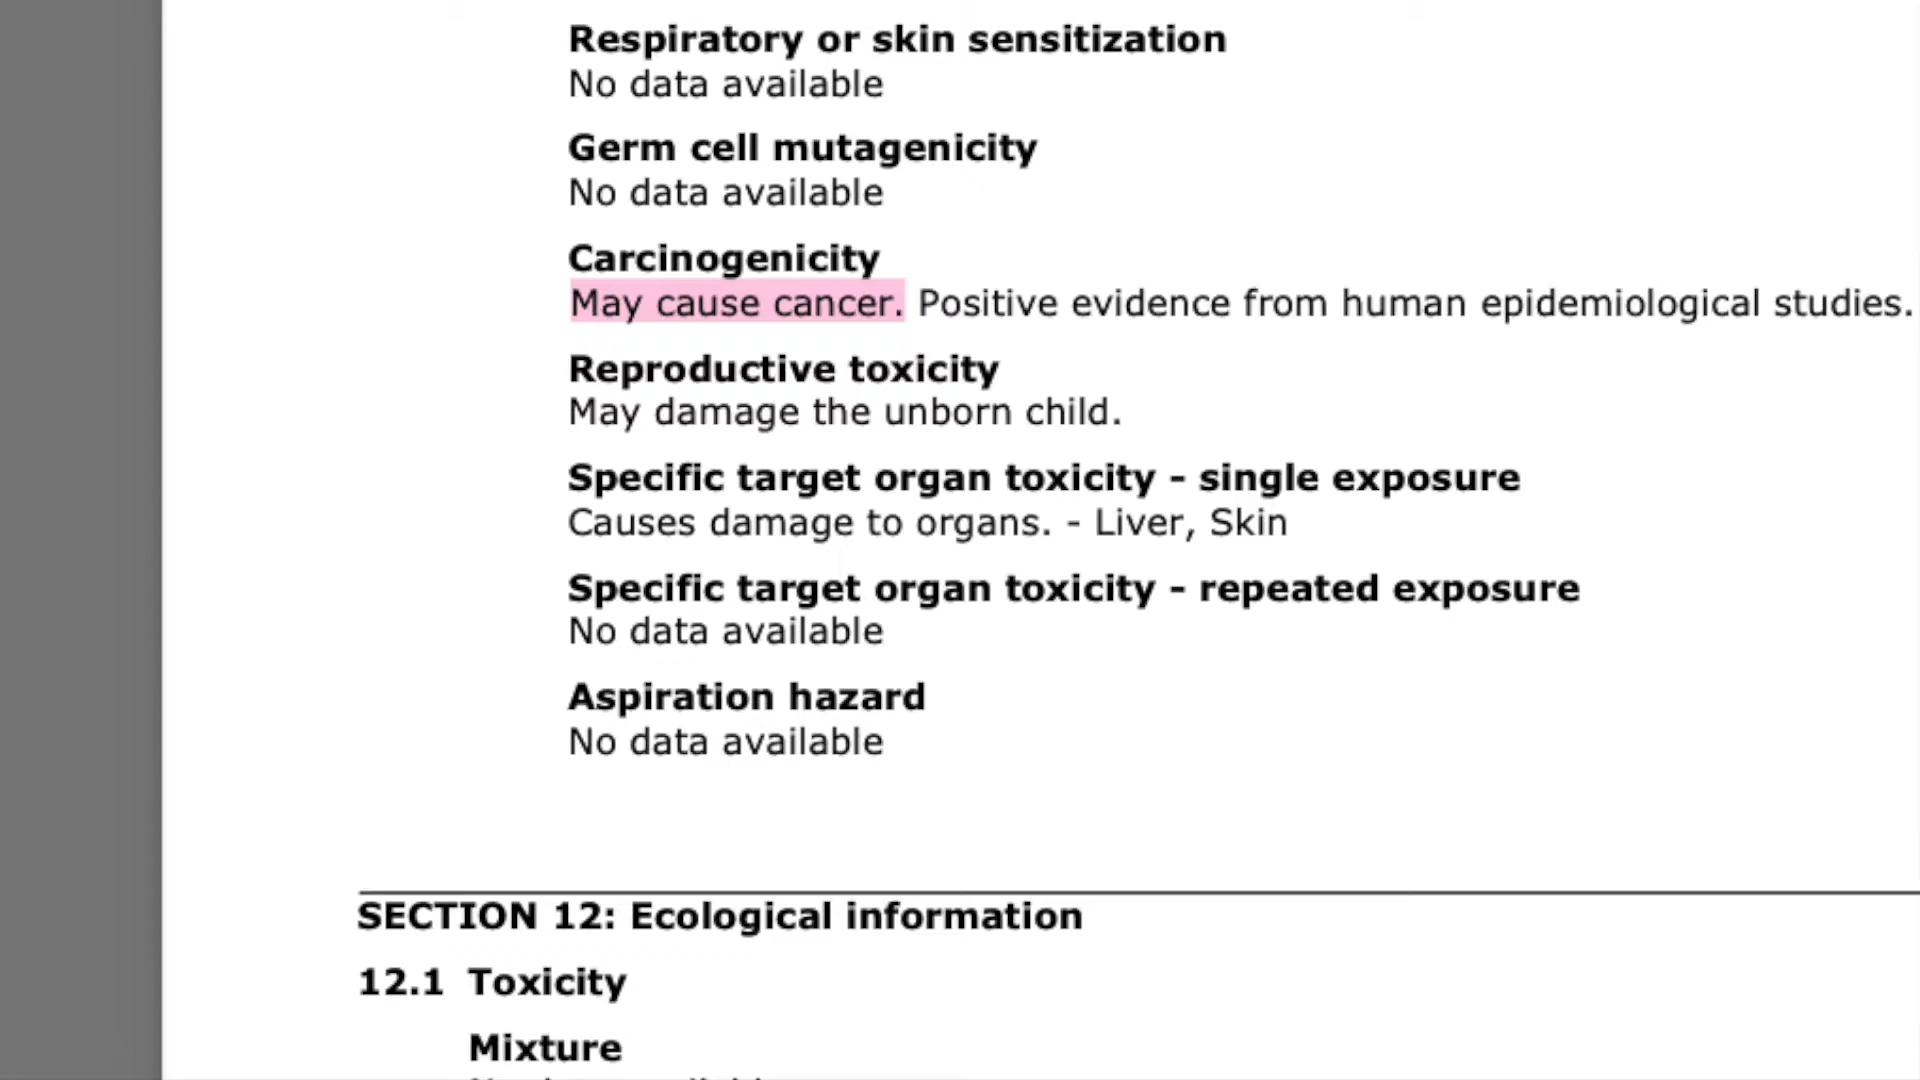 Respiratory or skin sensitization
No data available
Germ cell mutagenicity
No data available
Carcinogenicity
May cause cancer. Positive evidence from human epidemiological studies.
Reproductive toxicity
May damage the unborn child.
Specific target organ toxicity - single exposure
Causes damage to organs. - Liver, Skin
Specific target organ toxicity - repeated exposure
No data available
Aspiration hazard
No data available
SECTION 12: Ecological information
12.1 Toxicity
Mixture